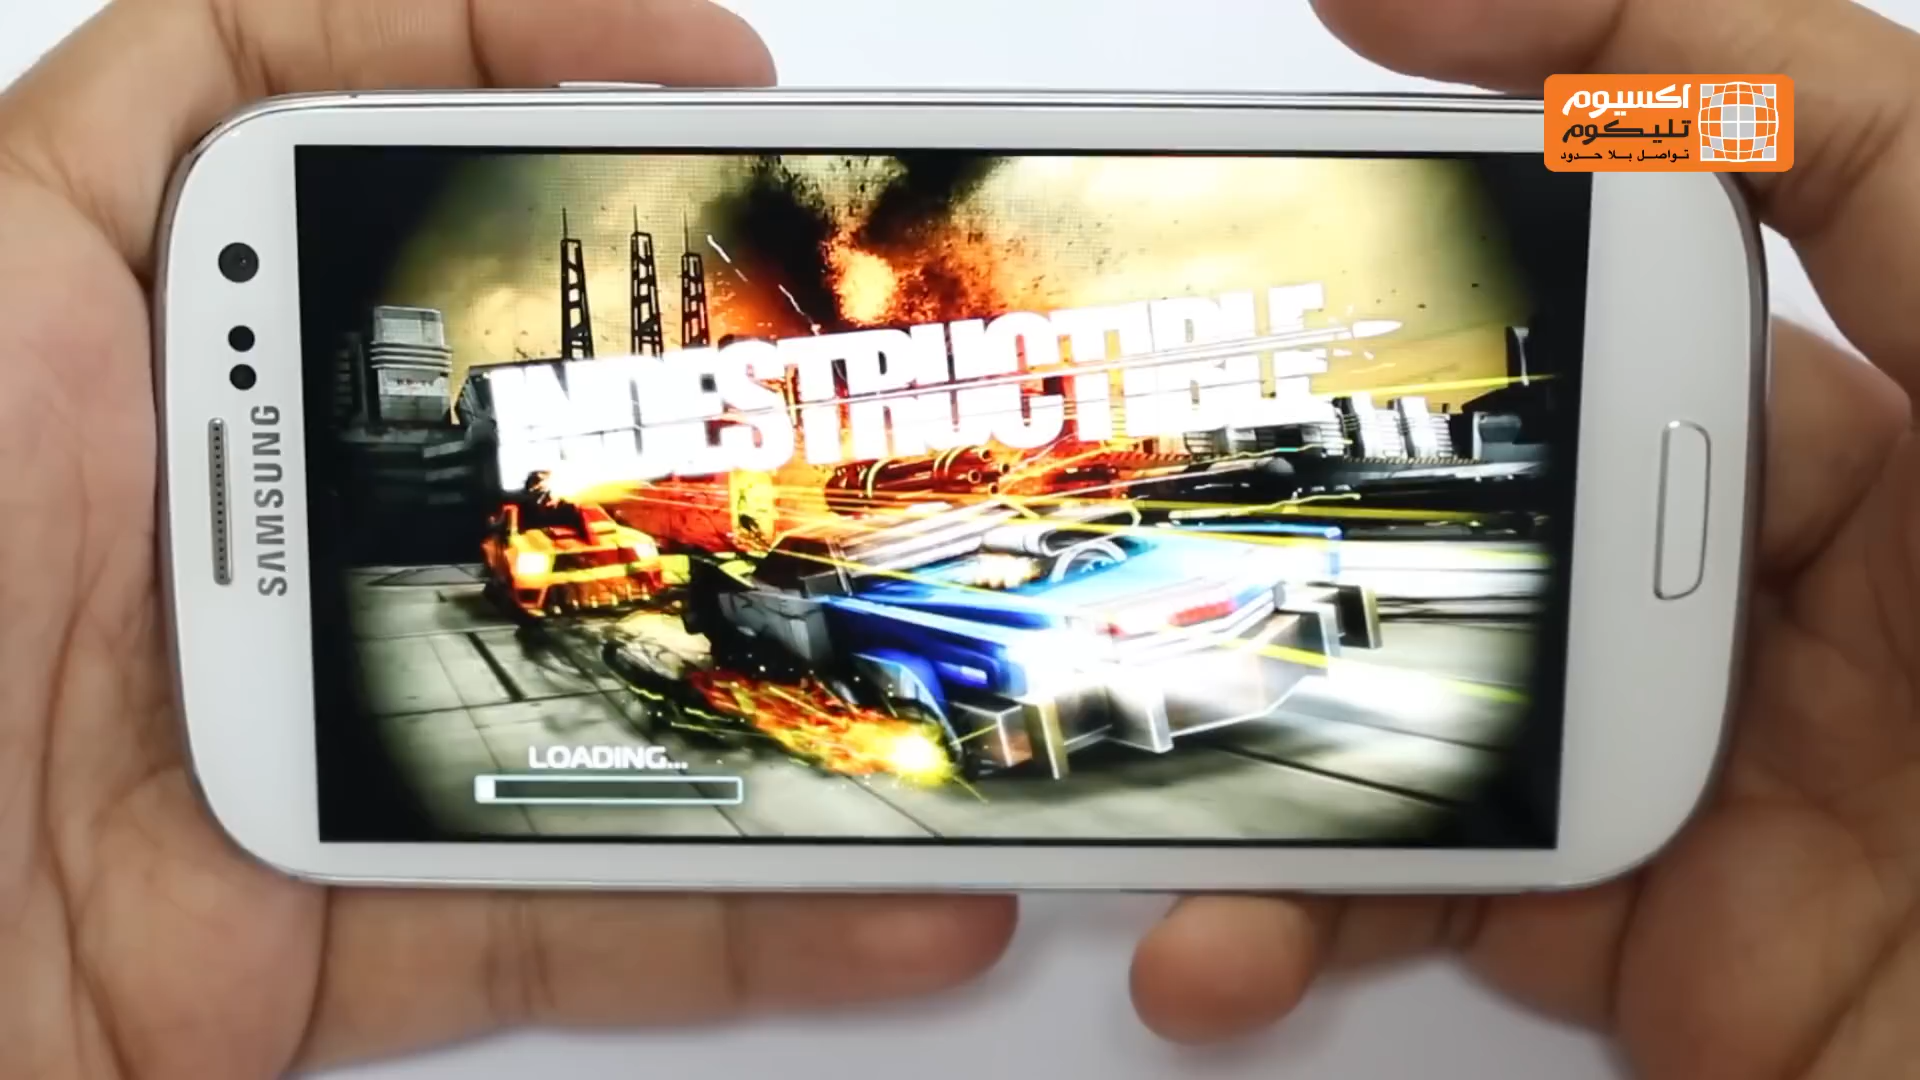 اكسيوم
تليكوم
تواصل بلا حدود
SAMSUNG
INDESTRUCTIBLE
LOADING...